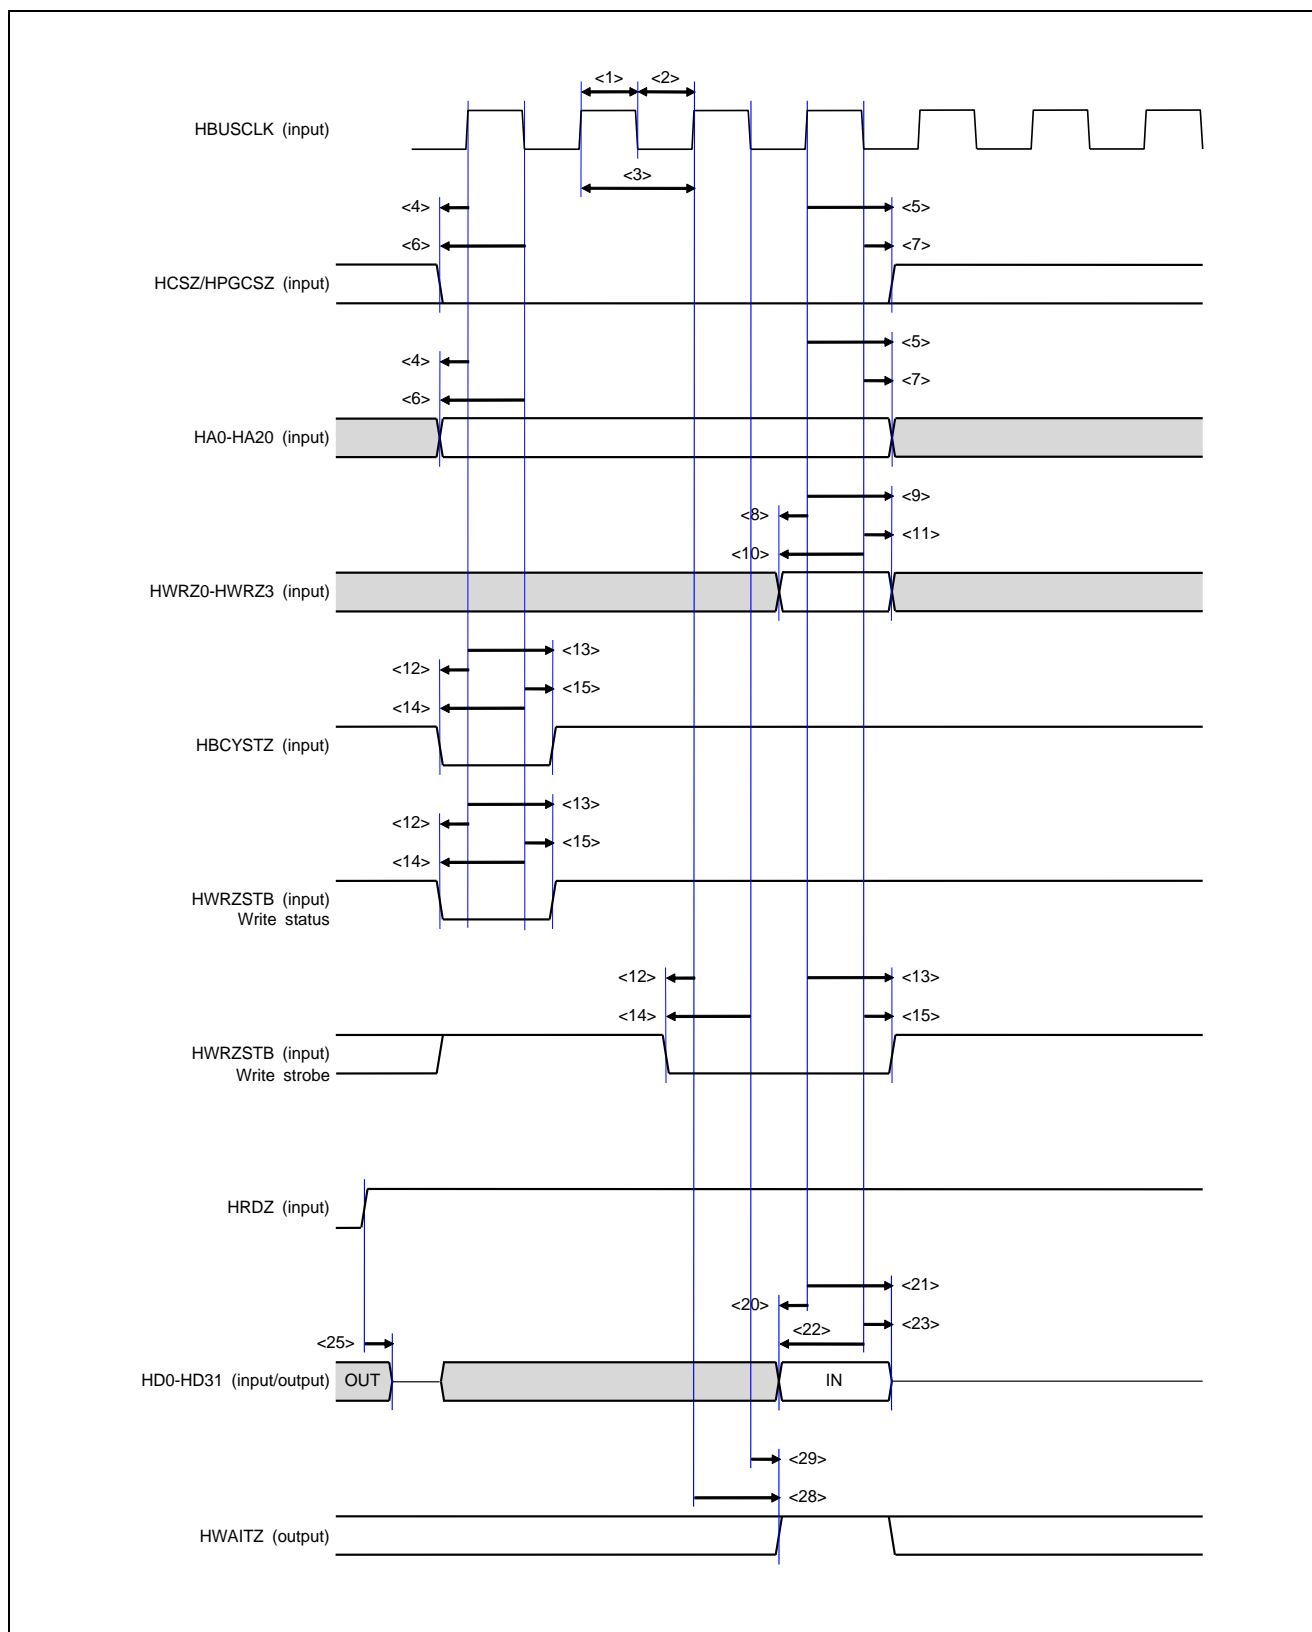 <1> <2>
HBUSCLK (input)
<3>
<4> <5>
<6> <7>
HCSZ/HPGCSZ (input)
<5>
<4>
<7>
<6>
HA0-HA20 (input)
<9>
<8>
<11>
<10>
HWRZ0-HWRZ3 (input)
<13>
<12>
<15>
<14>
HBCYSTZ (input)
<13>
<12>
<15>
<14>
HWRZSTB (input)
Write status
<12> <13>
<14> <15>
HWRZSTB (input)
Write strobe
HRDZ (input)
<21>
<20>
<22> <23>
<25>
HD0-HD31 (input/output) OUT IN
<29>
<28>
HWAITZ (output)